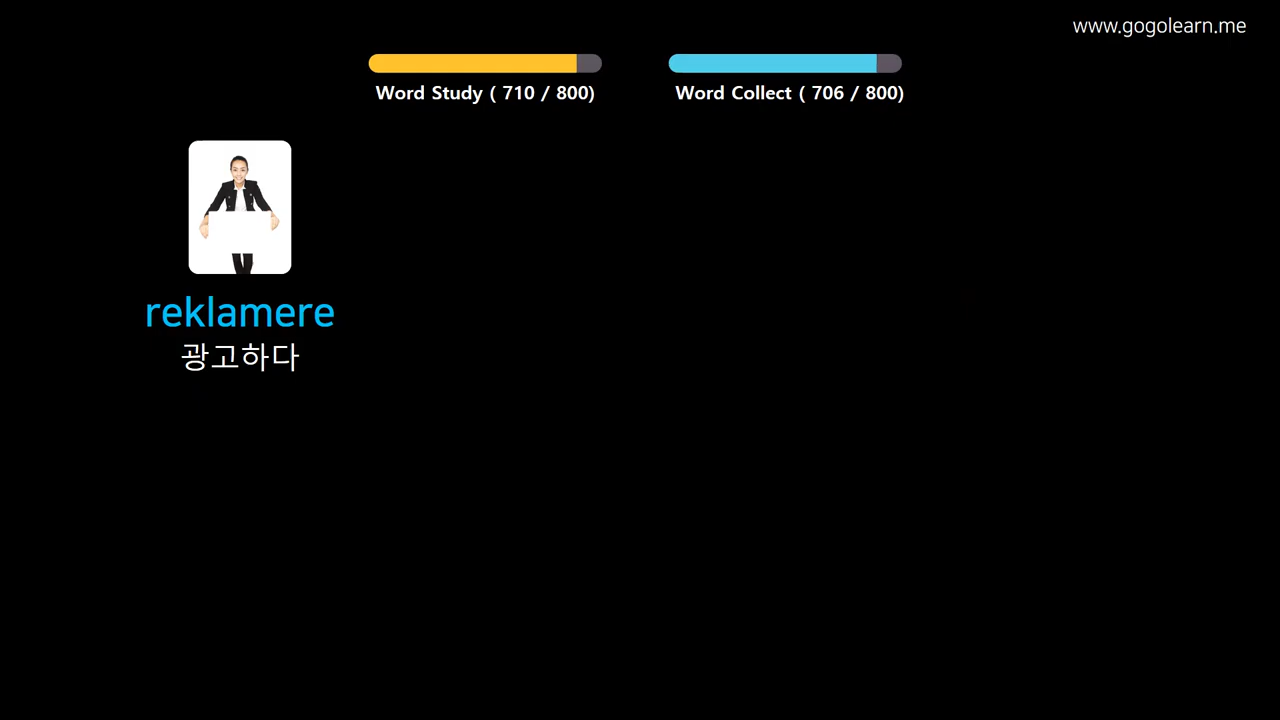 www.gogolearn.me
Word Study ( 710 / 800)
Word Collect ( 706 / 800)
reklamere
광고하다